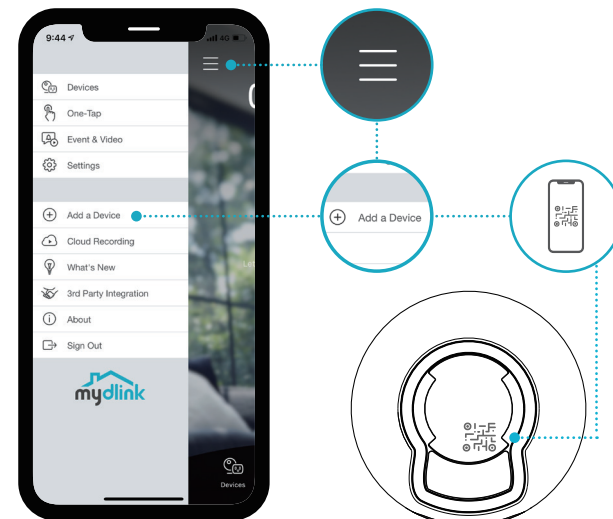 9:44
4G
Devices
One-Tap
Event & Video
Settings
Add a Device
Cloud Recording
What's New
3rd Party Integration
About
Sign Out
mydlink
Devices
Add a Device